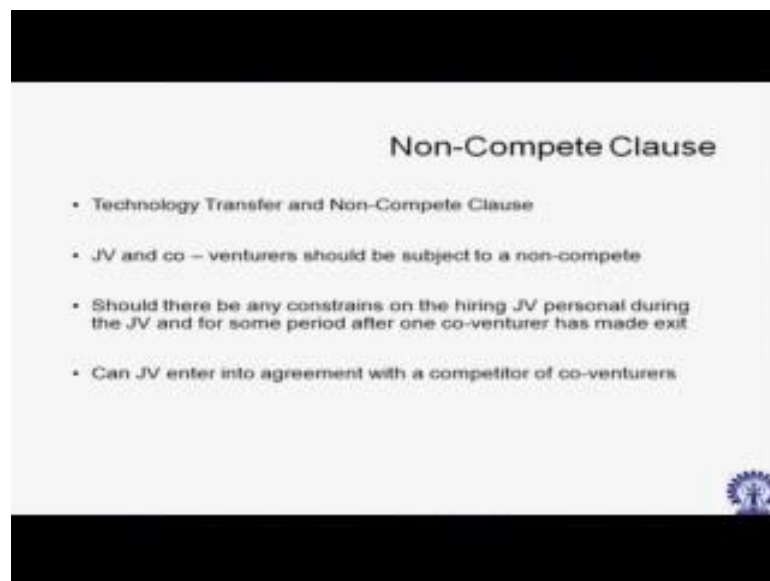 Non-Compete Clause
• Technology Transfer and Non-Compete Clause
• JV and co – venturers should be subject to a non-compete
• Should there be any constrains on the hiring JV personal during
the JV and for some period after one co-venturer has made exit
• Can JV enter into agreement with a competitor of co-venturers